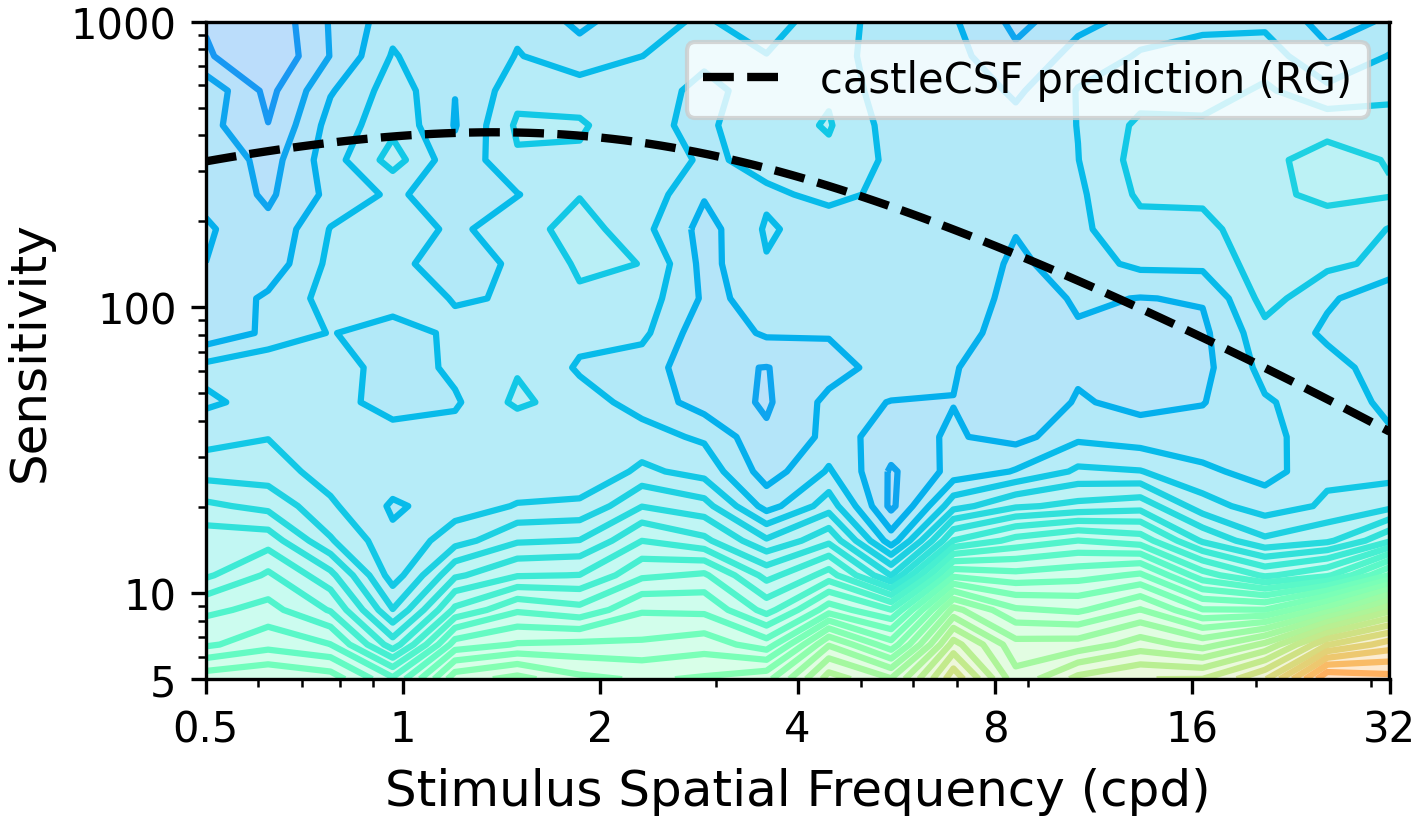 1000
100
10
5
Sensitivity
castleCSF prediction (RG)
0.5 1 2 4 8 16 32
Stimulus Spatial Frequency (cpd)